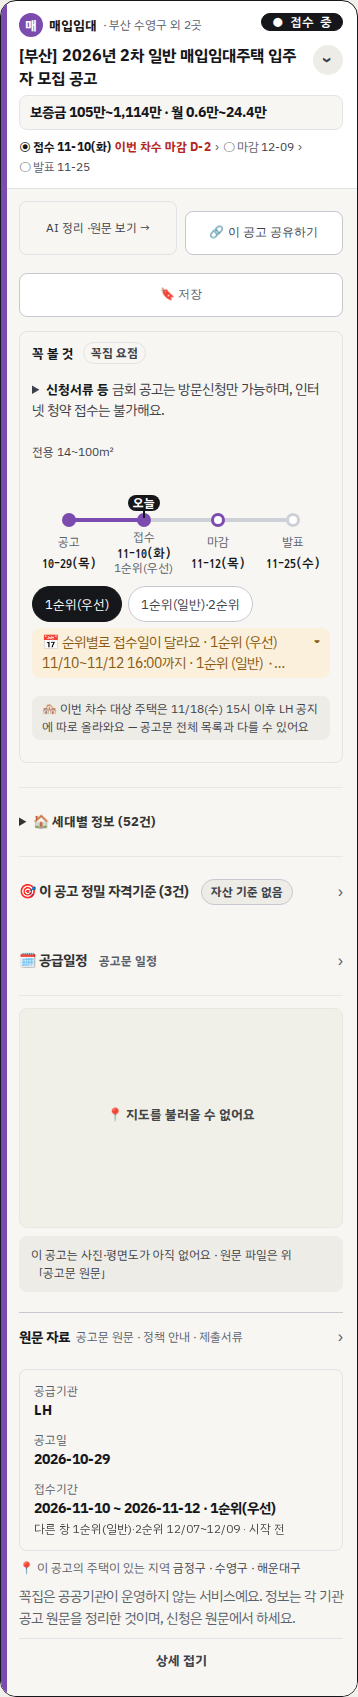 매 매입임대 · 부산 수영구 외 2곳 ● 접수 중
[부산] 2026년 2차 일반 매입임대주택 입주
자 모집 공고
보증금 105만~1,114만 · 월 0.6만~24.4만
◉ 접수 11-10(화) 이번 차수 마감 D-2 › ○ 마감 12-09 ›
○ 발표 11-25
AI 정리 ·원문 보기 →
🔗 이 공고 공유하기
🔖 저장
꼭 볼 것 꼭집 요점
▶ 신청서류 등 금회 공고는 방문신청만 가능하며, 인터
넷 청약 접수는 불가해요.
전용 14~100m²
오늘
공고 접수 마감 발표
10-29(목) 11-10(화) 11-12(목) 11-25(수)
1순위(우선)
1순위(우선) 1순위(일반)·2순위
📅 순위별로 접수일이 달라요 · 1순위 (우선)
11/10~11/12 16:00까지 · 1순위 (일반) ·…
🏘️ 이번 차수 대상 주택은 11/18(수) 15시 이후 LH 공지
에 따로 올라와요 — 공고문 전체 목록과 다를 수 있어요
▶ 🏠 세대별 정보 (52건)
🎯 이 공고 정밀 자격기준 (3건) 자산 기준 없음 ›
🗓️ 공급일정 공고문 일정 ›
📍 지도를 불러올 수 없어요
이 공고는 사진·평면도가 아직 없어요 · 원문 파일은 위
「공고문 원문」
원문 자료 공고문 원문 · 정책 안내 · 제출서류 ›
공급기관
LH
공고일
2026-10-29
접수기간
2026-11-10 ~ 2026-11-12 · 1순위(우선)
다른 창 1순위(일반)·2순위 12/07~12/09 · 시작 전
📍 이 공고의 주택이 있는 지역 금정구 · 수영구 · 해운대구
꼭집은 공공기관이 운영하지 않는 서비스예요. 정보는 각 기관
공고 원문을 정리한 것이며, 신청은 원문에서 하세요.
상세 접기